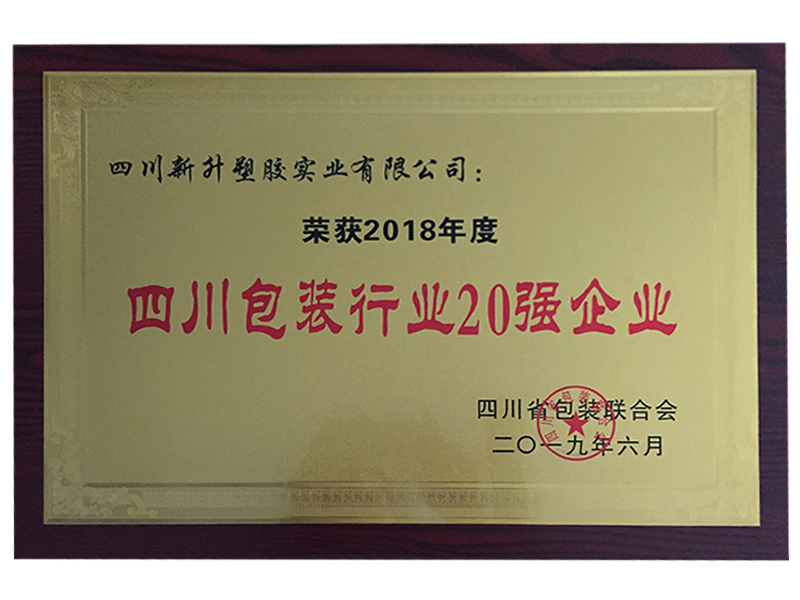 四川新升塑胶实业有限公司：
荣获2018年度
四川包装行业20强企业
四川省包装联合会
二〇一九年六月